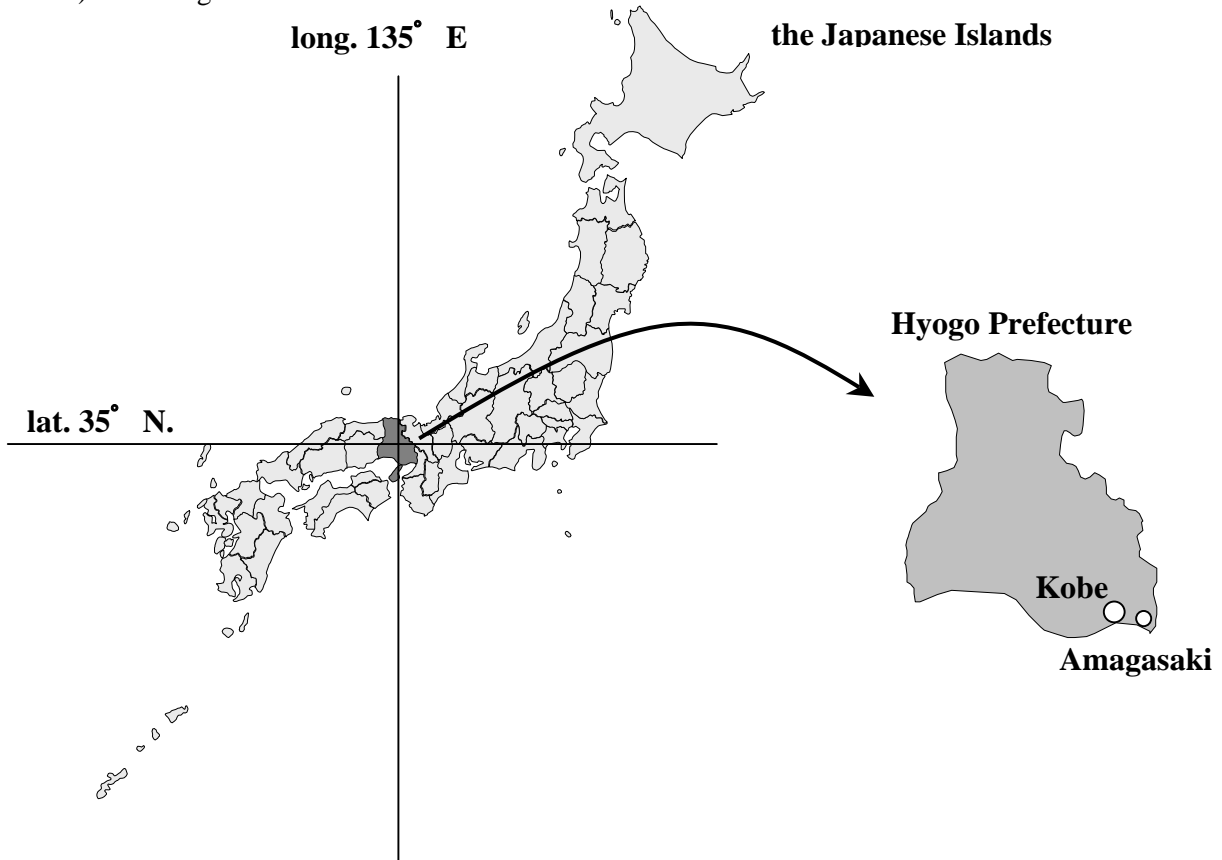 long. 135° E
the Japanese Islands
Hyogo Prefecture
lat. 35° N.
Kobe
Amagasaki